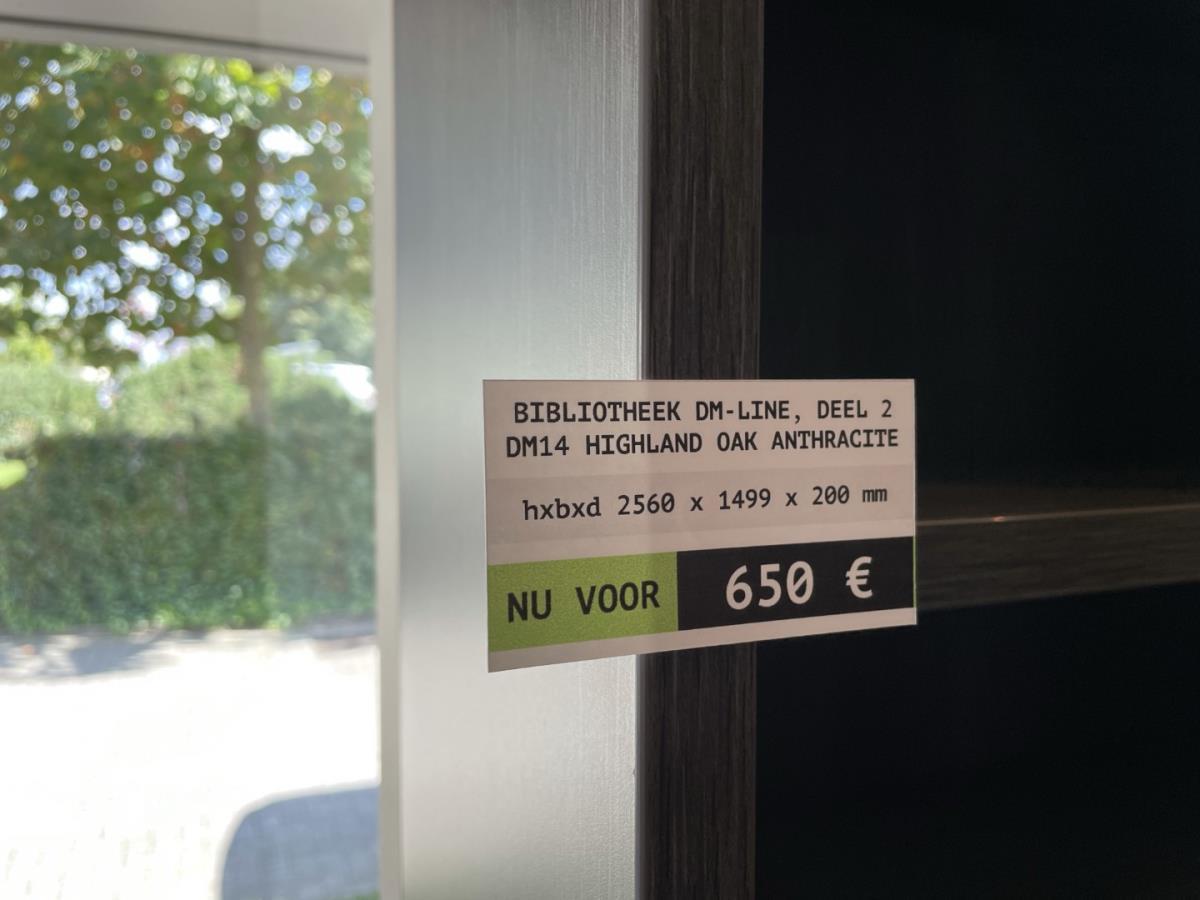 BIBLIOTHEEK DM-LINE, DEEL 2
DM14 HIGHLAND OAK ANTHRACITE
hxbxd 2560 x 1499 x 200 mm
NU VOOR 650 €